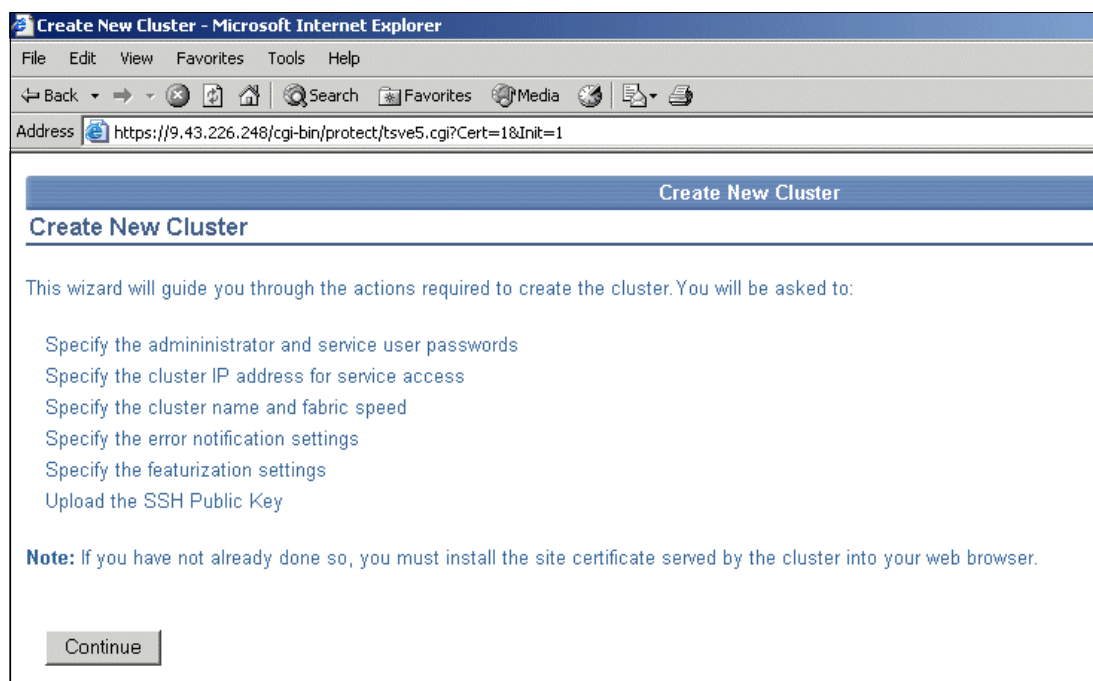 Create New Cluster - Microsoft Internet Explorer
File Edit View Favorites Tools Help
Back Search Favorites Media
Address https://9.43.226.248/cgi-bin/protect/tsve5.cgi?Cert=1&Init=1
Create New Cluster
Create New Cluster
This wizard will guide you through the actions required to create the cluster. You will be asked to:
Specify the admininistrator and service user passwords
Specify the cluster IP address for service access
Specify the cluster name and fabric speed
Specify the error notification settings
Specify the featurization settings
Upload the SSH Public Key
Note: If you have not already done so, you must install the site certificate served by the cluster into your web browser.
Continue